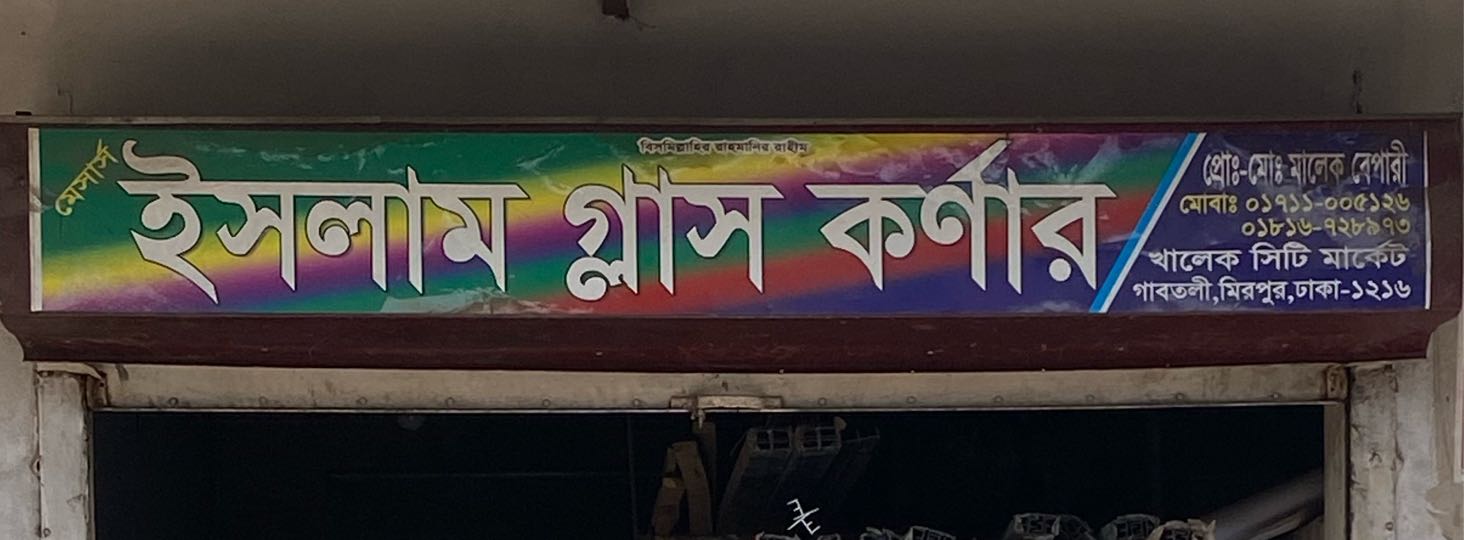 বিসমিল্লাহির রাহমানির রাহীম
মেসার্স
ইসলাম গ্লাস কর্ণার
প্রোঃ-মোঃ মালেক বেপারী
মোবাঃ ০১৭১১-০০৫১২৬
০১৮১৬-৭২৮৯৭৩
খালেক সিটি মার্কেট
গাবতলী,মিরপুর,ঢাকা-১২১৬